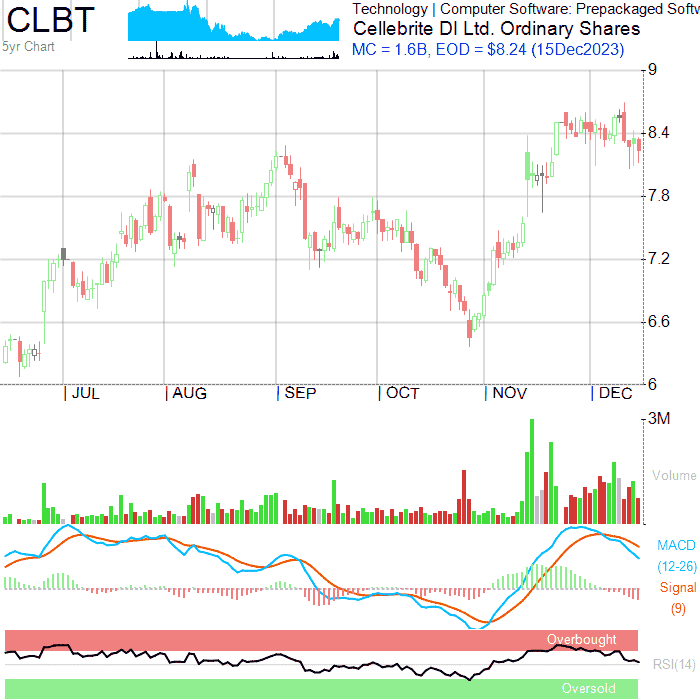 CLBT
5yr Chart
Technology | Computer Software: Prepackaged Softw
Cellebrite DI Ltd. Ordinary Shares
MC = 1.6B, EOD = $8.24 (15Dec2023)
9
8.4
7.8
7.2
6.6
6
| JUL | AUG | SEP | OCT | NOV | DEC
3M
Volume
MACD
(12-26)
Signal
(9)
Overbought
RSI(14)
Oversold